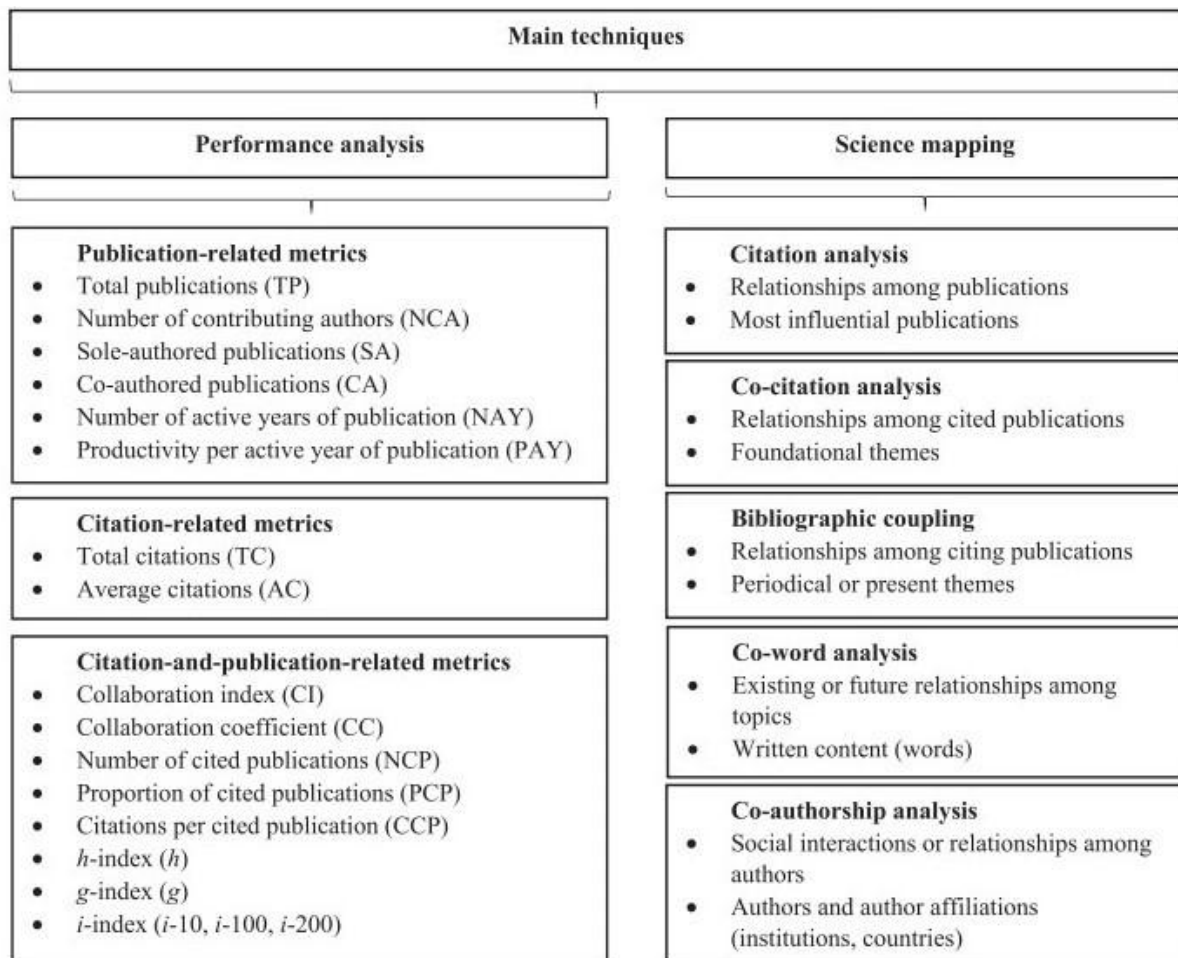 Main techniques
Performance analysis
Publication-related metrics
• Total publications (TP)
• Number of contributing authors (NCA)
• Sole-authored publications (SA)
• Co-authored publications (CA)
• Number of active years of publication (NAY)
• Productivity per active year of publication (PAY)
Citation-related metrics
• Total citations (TC)
• Average citations (AC)
Citation-and-publication-related metrics
• Collaboration index (CI)
• Collaboration coefficient (CC)
• Number of cited publications (NCP)
• Proportion of cited publications (PCP)
• Citations per cited publication (CCP)
• h-index (h)
• g-index (g)
• i-index (i-10, i-100, i-200)
Science mapping
Citation analysis
• Relationships among publications
• Most influential publications
Co-citation analysis
• Relationships among cited publications
• Foundational themes
Bibliographic coupling
• Relationships among citing publications
• Periodical or present themes
Co-word analysis
• Existing or future relationships among
topics
• Written content (words)
Co-authorship analysis
• Social interactions or relationships among
authors
• Authors and author affiliations
(institutions, countries)